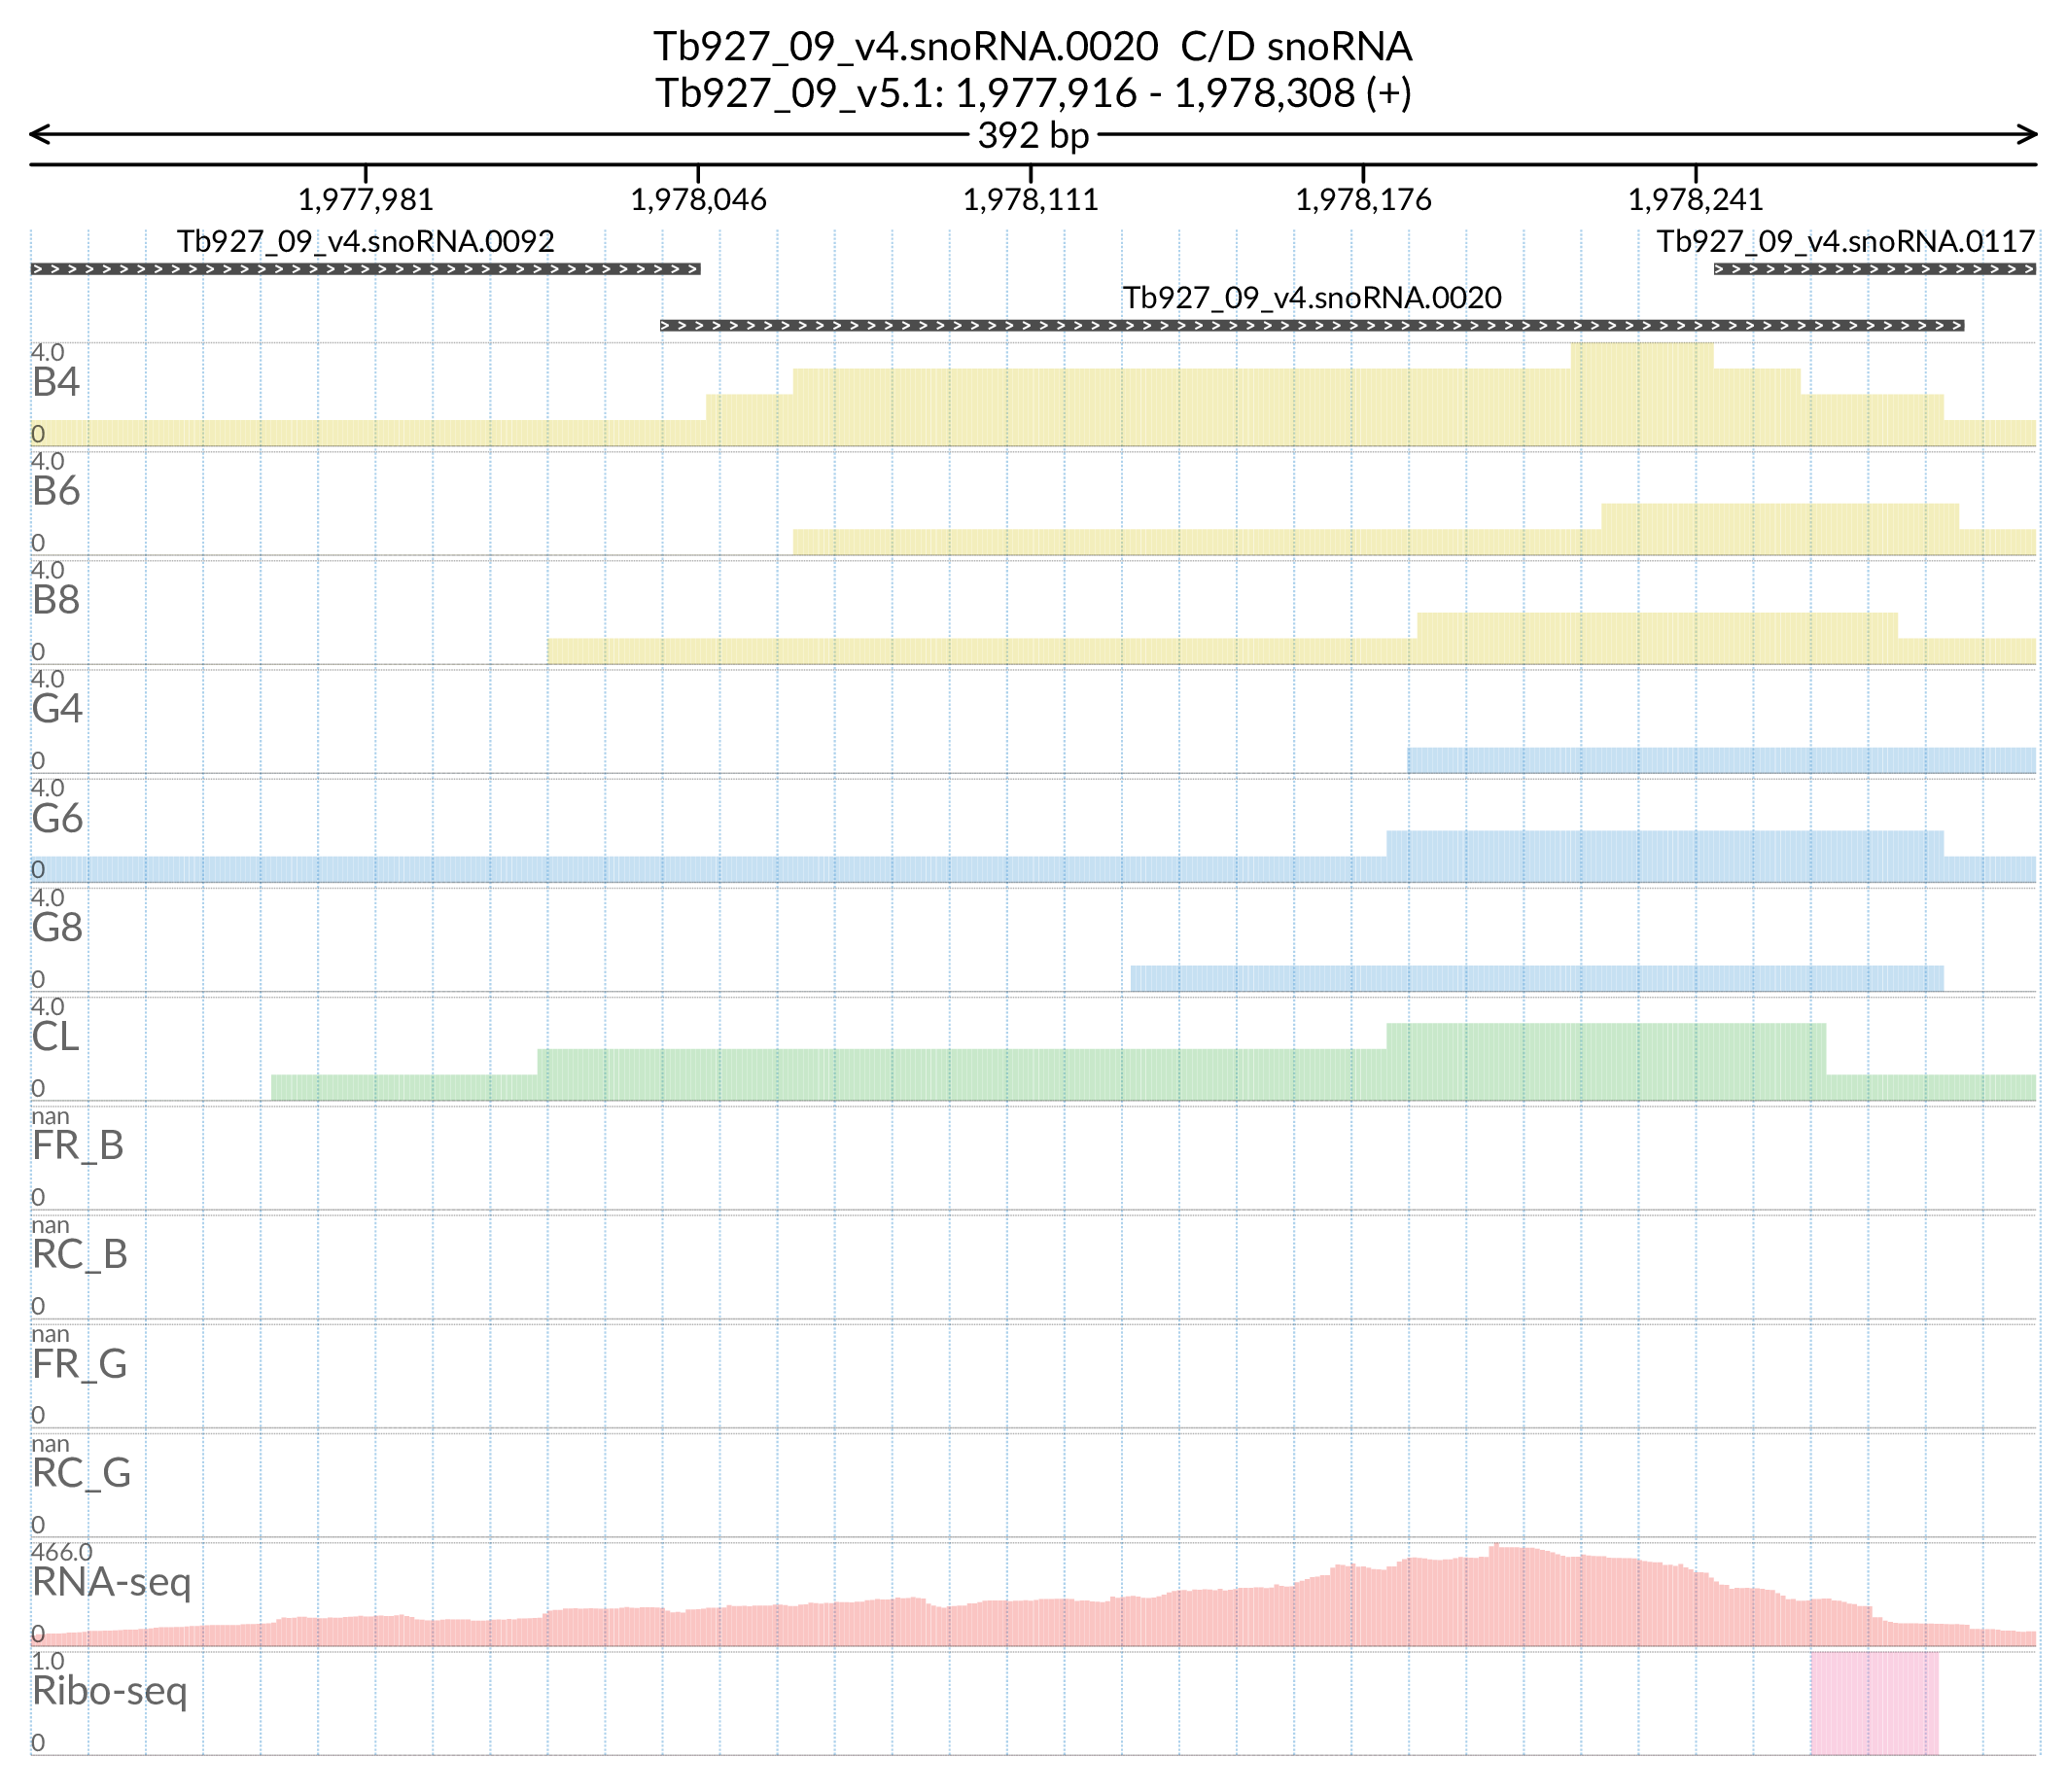 Tb927_09_v4.snoRNA.0020  C/D snoRNA
Tb927_09_v5.1: 1,977,916 - 1,978,308 (+)
392 bp
1,977,981 1,978,046 1,978,111 1,978,176 1,978,241
Tb927_09_v4.snoRNA.0092 Tb927_09_v4.snoRNA.0117
Tb927_09_v4.snoRNA.0020
4.0
B4
0
4.0
B6
0
4.0
B8
0
4.0
G4
0
4.0
G6
0
4.0
G8
0
4.0
CL
0
nan
FR_B
0
nan
RC_B
0
nan
FR_G
0
nan
RC_G
0
466.0
RNA-seq
0
1.0
Ribo-seq
0